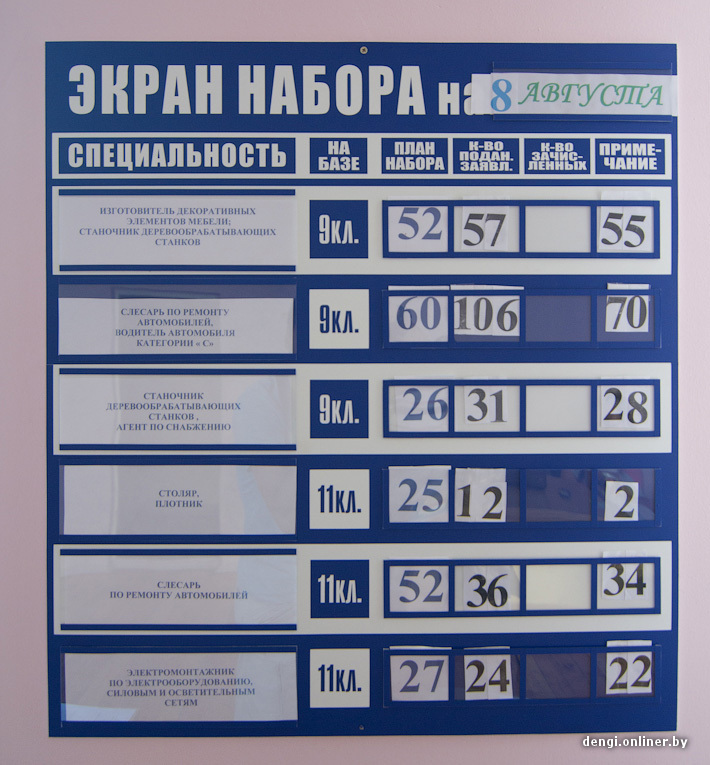 ЭКРАН НАБОРА на 8 АВГУСТА
СПЕЦИАЛЬНОСТЬ
НА
БАЗЕ
ПЛАН
НАБОРА
К-ВО
ПОДАН.
ЗАЯВЛ.
К-ВО
ЗАЧИС-
ЛЕННЫХ
ПРИМЕ-
ЧАНИЕ
ИЗГОТОВИТЕЛЬ ДЕКОРАТИВНЫХ
ЭЛЕМЕНТОВ МЕБЕЛИ;
СТАНОЧНИК ДЕРЕВООБРАБАТЫВАЮЩИХ
СТАНКОВ
9КЛ. 52 57 55
СЛЕСАРЬ ПО РЕМОНТУ
АВТОМОБИЛЕЙ,
ВОДИТЕЛЬ АВТОМОБИЛЯ
КАТЕГОРИИ « С»
9КЛ. 60 106 70
СТАНОЧНИК
ДЕРЕВООБРАБАТЫВАЮЩИХ
СТАНКОВ ,
АГЕНТ ПО СНАБЖЕНИЮ
9КЛ. 26 31 28
СТОЛЯР,
ПЛОТНИК
11КЛ. 25 12 2
СЛЕСАРЬ
ПО РЕМОНТУ АВТОМОБИЛЕЙ
11КЛ. 52 36 34
ЭЛЕКТРОМОНТАЖНИК
ПО ЭЛЕКТРООБОРУДОВАНИЮ,
СИЛОВЫМ И ОСВЕТИТЕЛЬНЫМ
СЕТЯМ
11КЛ. 27 24 22
dengi.onliner.by